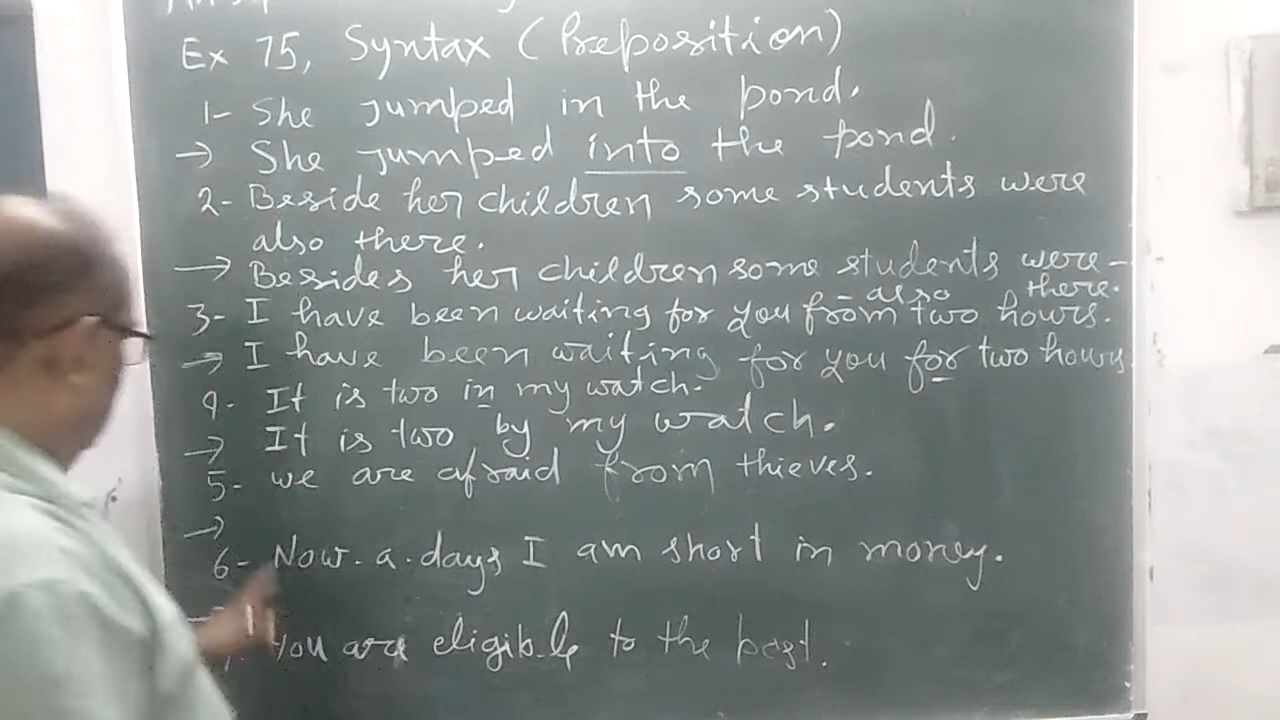 Ex 75, Syntax (Preposition)
1- She jumped in the pond.
→ She jumped into the pond.
2- Beside her children some students were
also there.
→ Besides her children some students were-
- also there.
3- I have been waiting for you from two hours.
→ I have been waiting for you for two hours.
4- It is two in my watch.
→ It is two by my watch.
5- we are afraid from thieves.
→
6- Now.a.days I am short in money.
You are eligible to the post.